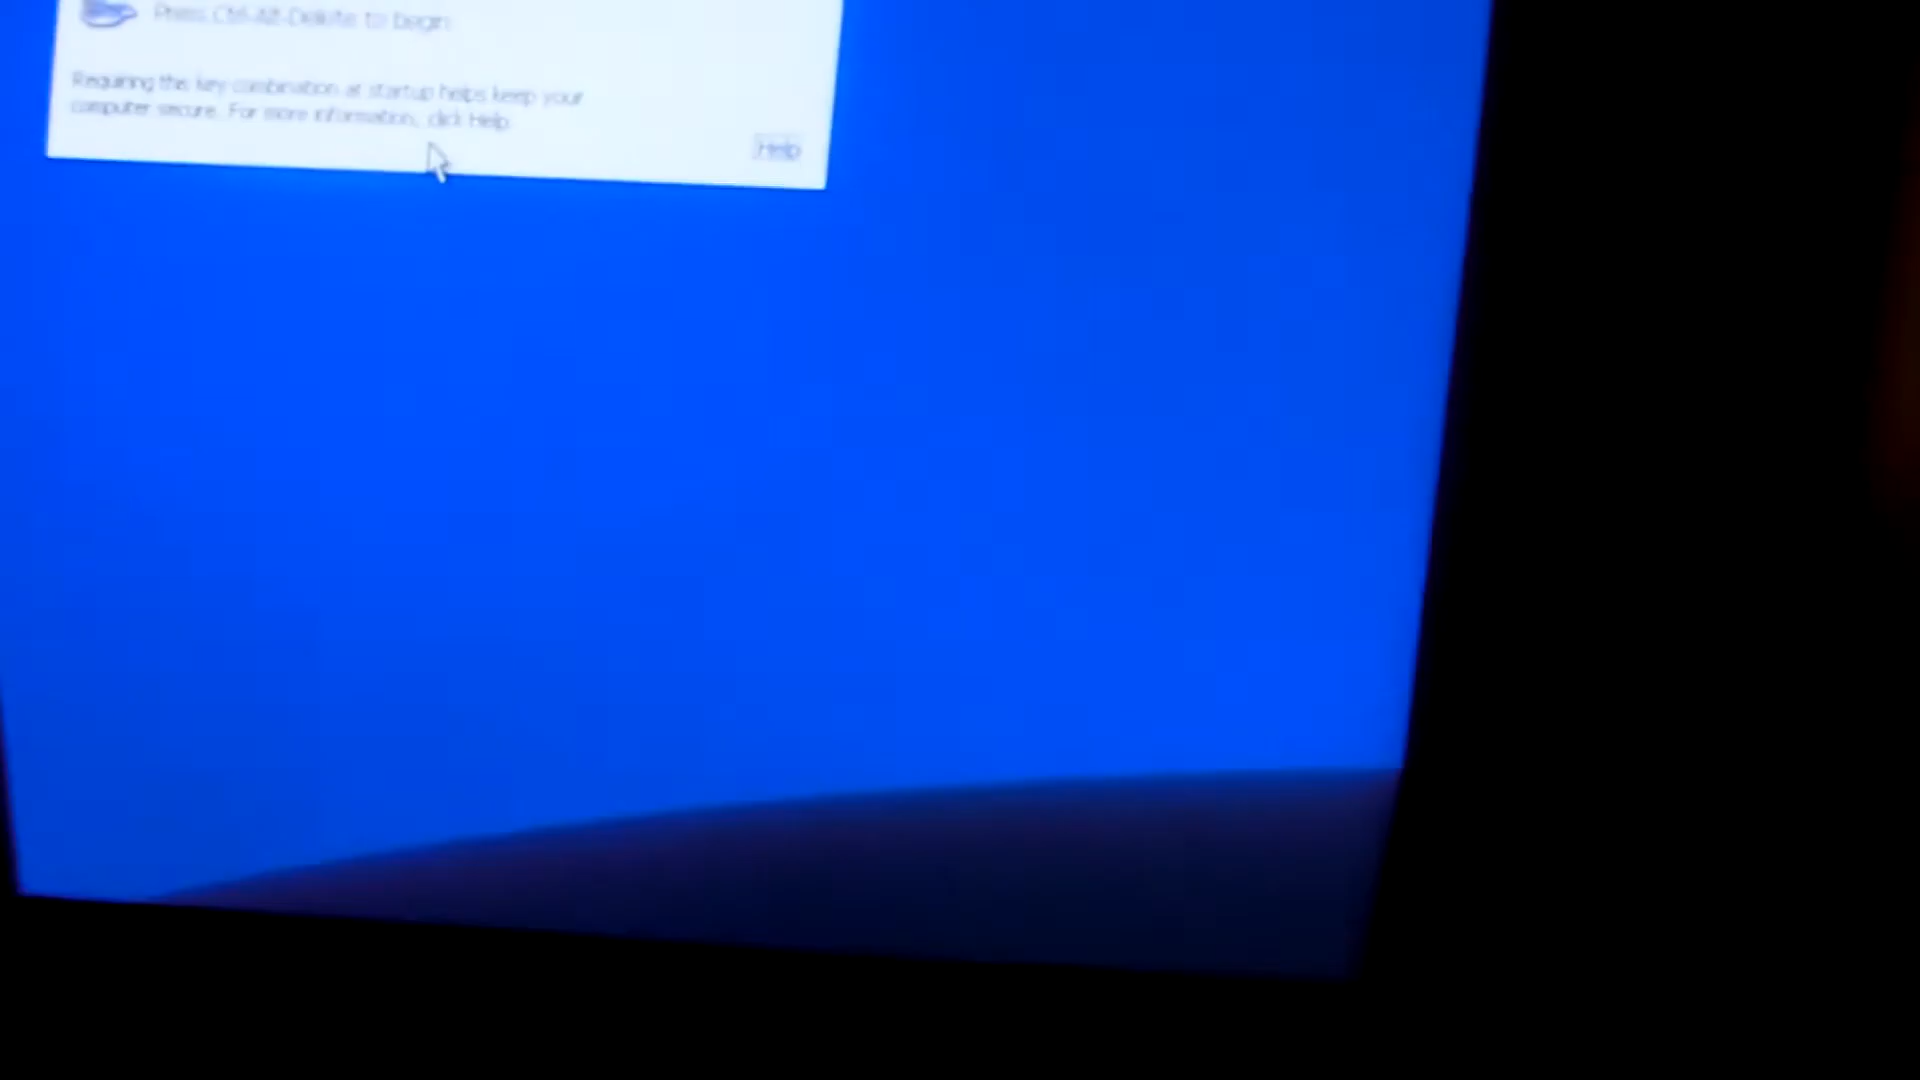 Press Ctrl-Alt-Delete to begin
Requiring this key combination at startup helps keep your
computer secure. For more information, click Help.
Help